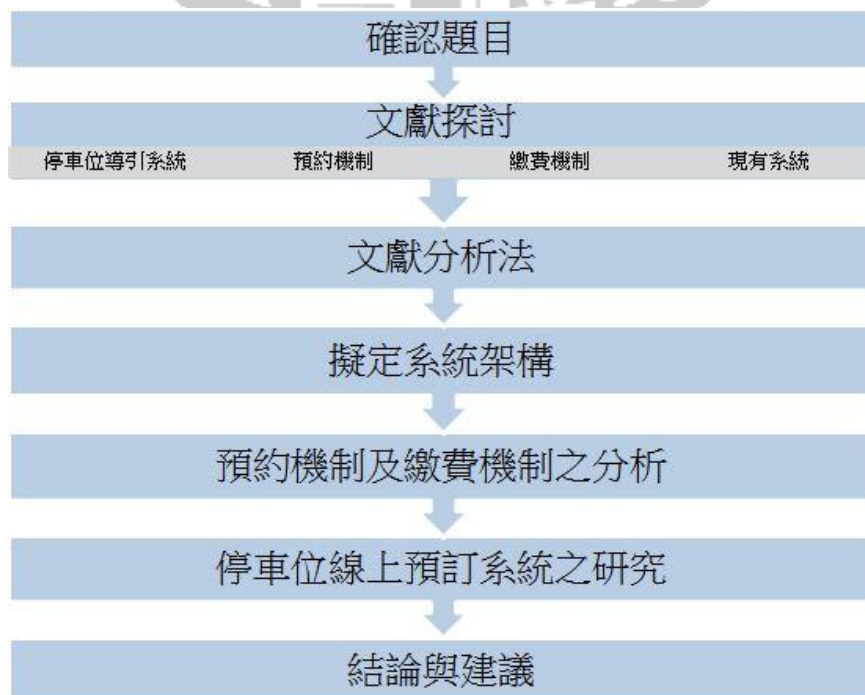 確認題目
文獻探討
停車位導引系統 預約機制 繳費機制 現有系統
文獻分析法
擬定系統架構
預約機制及繳費機制之分析
停車位線上預訂系統之研究
結論與建議